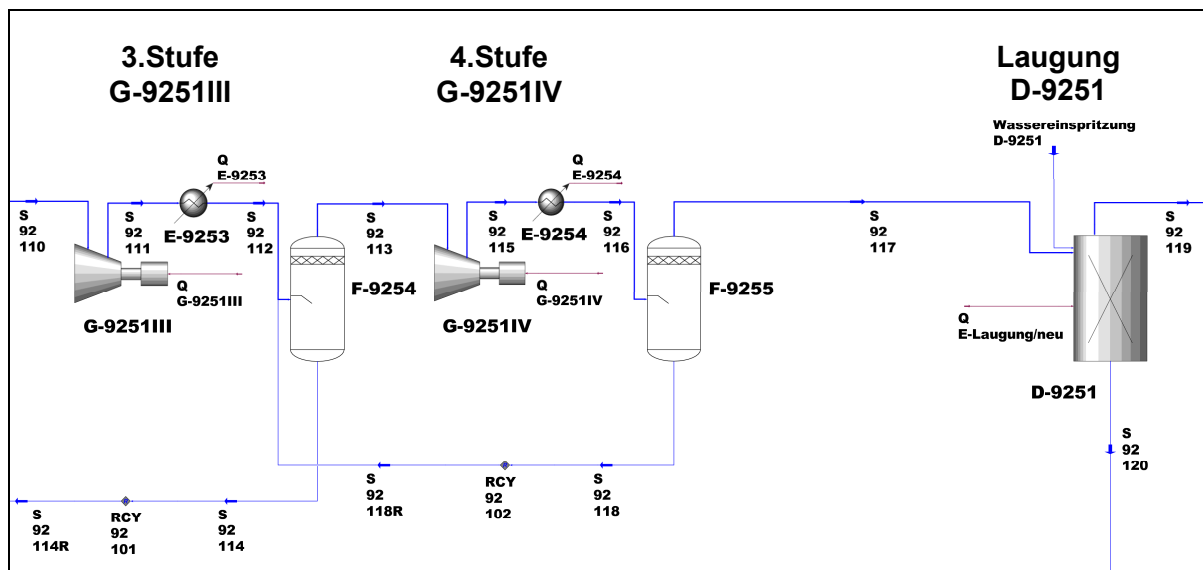 3.Stufe
G-9251III
4.Stufe
G-9251IV
Laugung
D-9251
Wassereinspritzung
D-9251
Q
E-9253
Q
E-9254
S
92
110
S
92
111
E-9253
S
92
112
S
92
113
S
92
115
E-9254
S
92
116
S
92
117
S
92
119
Q
G-9251III
G-9251III
F-9254
Q
G-9251IV
G-9251IV
F-9255
Q
E-Laugung/neu
D-9251
S
92
120
S
92
118R
RCY
92
102
S
92
118
S
92
114R
RCY
92
101
S
92
114